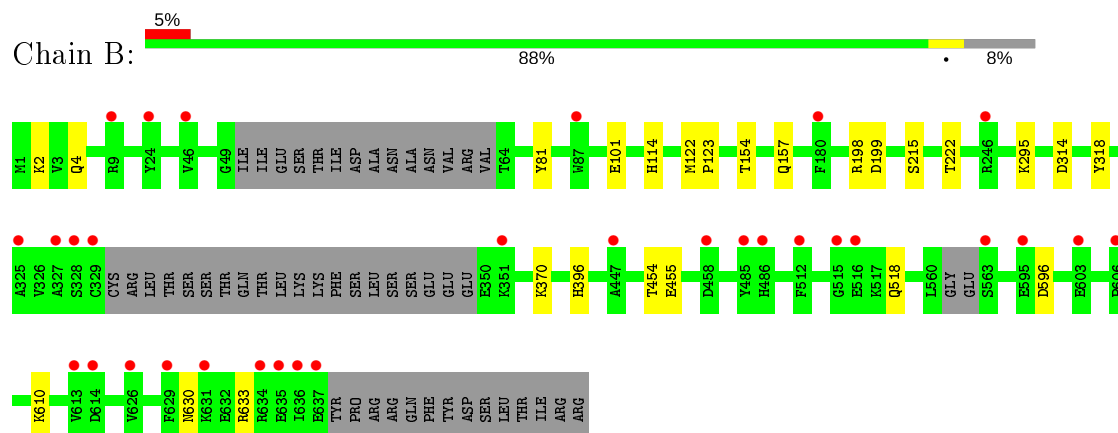 5%
Chain B:
88% • 8%
M1 K2 V3 Q4 R9 Y24 V46 G49 ILE ILE GLU SER THR ILE ASP ALA ASN ALA ASN VAL ARG VAL T64 Y81 W87 E101 H114 M122 P123 T154 Q157 F180 R198 D199 S215 T222 R246 K295 D314 Y318
A325 V326 A327 S328 C329 CYS ARG LEU THR SER SER THR GLN THR LEU LYS LYS PHE SER LEU SER SER GLU GLU GLU E350 K351 K370 H396 A447 T454 E455 D458 Y485 H486 F512 G515 E516 K517 Q518 L560 GLY GLU S563 E595 D596 E603
K610 V613 D614 V626 F629 N630 K631 E632 R633 R634 E635 I636 E637 TYR PRO ARG ARG GLN PHE TYR ASP SER LEU THR ILE ARG ARG